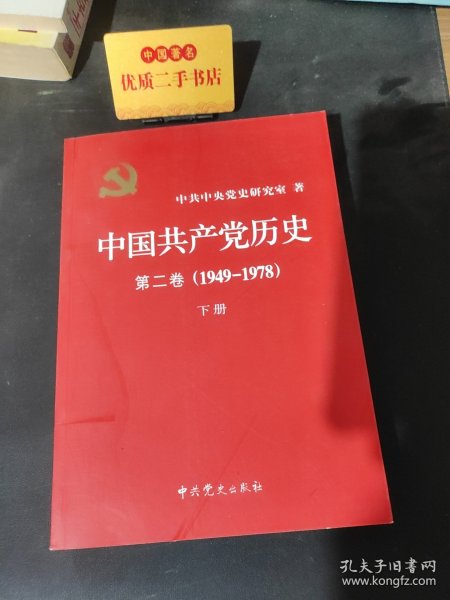 中国著名
优质二手书店
中共中央党史研究室 著
中国共产党历史
第二卷 (1949-1978)
下册
中共党史出版社
孔夫子旧书网
www.kongfz.com